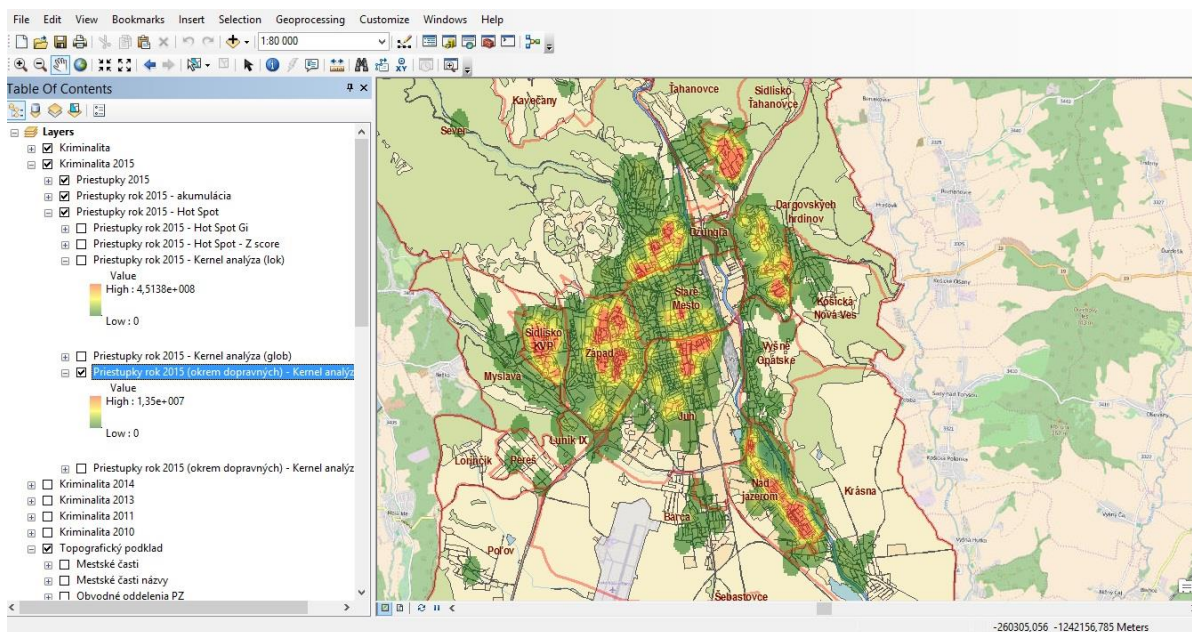 File Edit View Bookmarks Insert Selection Geoprocessing Customize Windows Help
1:80 000
Table Of Contents
Layers
Kriminalita
Kriminalita 2015
Priestupky 2015
Priestupky rok 2015 - akumulácia
Priestupky rok 2015 - Hot Spot
Priestupky rok 2015 - Hot Spot Gi
Priestupky rok 2015 - Hot Spot - Z score
Priestupky rok 2015 - Kernel analýza (lok)
Value
High : 4,5138e+008
Low : 0
Priestupky rok 2015 - Kernel analýza (glob)
Priestupky rok 2015 (okrem dopravných) - Kernel analýz
Value
High : 1,35e+007
Low : 0
Priestupky rok 2015 (okrem dopravných) - Kernel analýz
Kriminalita 2014
Kriminalita 2013
Kriminalita 2011
Kriminalita 2010
Topografický podklad
Mestské časti
Mestské časti názvy
Obvodné oddelenia PZ
Kavečany
Ťahanovce
Sídlisko
Ťahanovce
Sever
Dargovských
hrdinov
Džungľa
Staré
Mesto
Košická
Nová Ves
Sídlisko
KVP
Západ
Vyšné
Opátske
Myslava
Juh
Luník IX
Lorinčík
Pereš
Nad
jazerom
Krásna
Barca
Poľov
Šebastovce
-260305,056 -1242156,785 Meters